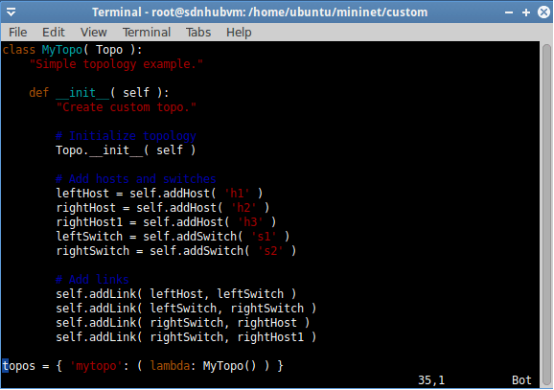 Terminal - root@sdnhubvm: /home/ubuntu/mininet/custom
File Edit View Terminal Tabs Help
class MyTopo( Topo ):
    "Simple topology example."

    def __init__( self ):
        "Create custom topo."

        # Initialize topology
        Topo.__init__( self )

        # Add hosts and switches
        leftHost = self.addHost( 'h1' )
        rightHost = self.addHost( 'h2' )
        rightHost1 = self.addHost( 'h3' )
        leftSwitch = self.addSwitch( 's1' )
        rightSwitch = self.addSwitch( 's2' )

        # Add links
        self.addLink( leftHost, leftSwitch )
        self.addLink( leftSwitch, rightSwitch )
        self.addLink( rightSwitch, rightHost )
        self.addLink( rightSwitch, rightHost1 )

topos = { 'mytopo': ( lambda: MyTopo() ) }
35,1 Bot